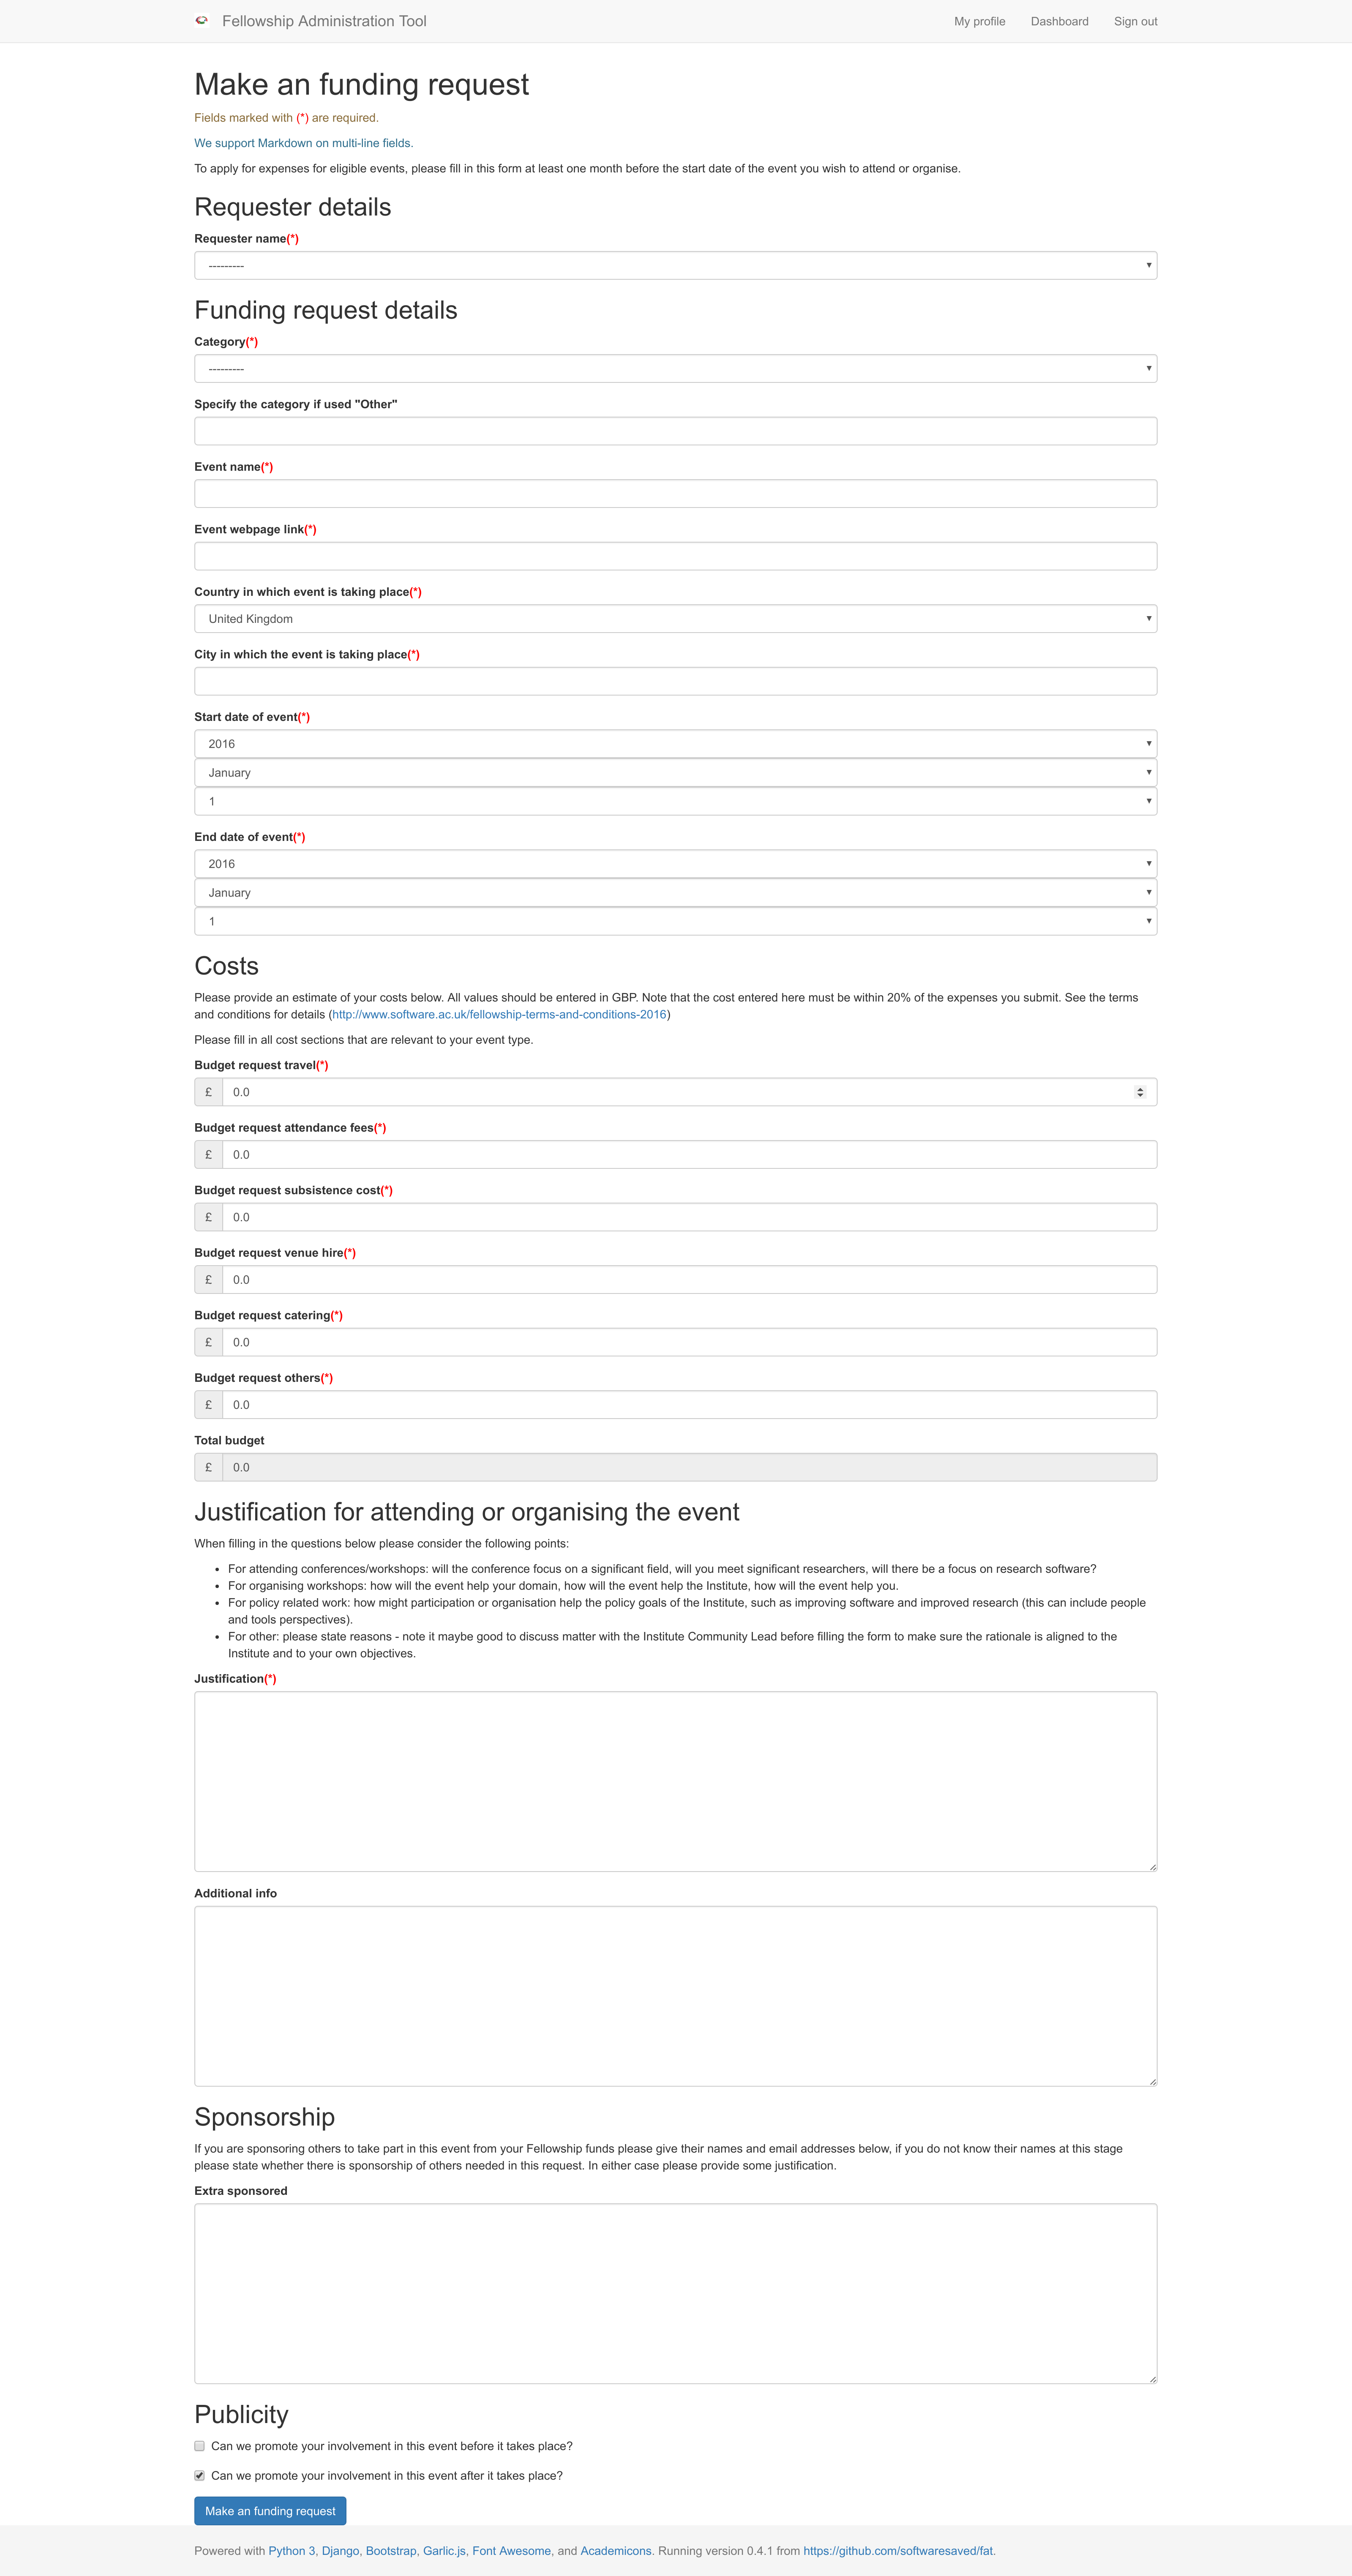 Fellowship Administration Tool
My profile Dashboard Sign out
Make an funding request
Fields marked with (*) are required.
We support Markdown on multi-line fields.
To apply for expenses for eligible events, please fill in this form at least one month before the start date of the event you wish to attend or organise.
Requester details
Requester name(*)
---------
Funding request details
Category(*)
---------
Specify the category if used "Other"
Event name(*)
Event webpage link(*)
Country in which event is taking place(*)
United Kingdom
City in which the event is taking place(*)
Start date of event(*)
2016
January
1
End date of event(*)
2016
January
1
Costs
Please provide an estimate of your costs below. All values should be entered in GBP. Note that the cost entered here must be within 20% of the expenses you submit. See the terms
and conditions for details (http://www.software.ac.uk/fellowship-terms-and-conditions-2016)
Please fill in all cost sections that are relevant to your event type.
Budget request travel(*)
£ 0.0
Budget request attendance fees(*)
£ 0.0
Budget request subsistence cost(*)
£ 0.0
Budget request venue hire(*)
£ 0.0
Budget request catering(*)
£ 0.0
Budget request others(*)
£ 0.0
Total budget
£ 0.0
Justification for attending or organising the event
When filling in the questions below please consider the following points:
• For attending conferences/workshops: will the conference focus on a significant field, will you meet significant researchers, will there be a focus on research software?
• For organising workshops: how will the event help your domain, how will the event help the Institute, how will the event help you.
• For policy related work: how might participation or organisation help the policy goals of the Institute, such as improving software and improved research (this can include people
and tools perspectives).
• For other: please state reasons - note it maybe good to discuss matter with the Institute Community Lead before filling the form to make sure the rationale is aligned to the
Institute and to your own objectives.
Justification(*)
Additional info
Sponsorship
If you are sponsoring others to take part in this event from your Fellowship funds please give their names and email addresses below, if you do not know their names at this stage
please state whether there is sponsorship of others needed in this request. In either case please provide some justification.
Extra sponsored
Publicity
Can we promote your involvement in this event before it takes place?
Can we promote your involvement in this event after it takes place?
Make an funding request
Powered with Python 3, Django, Bootstrap, Garlic.js, Font Awesome, and Academicons. Running version 0.4.1 from https://github.com/softwaresaved/fat.